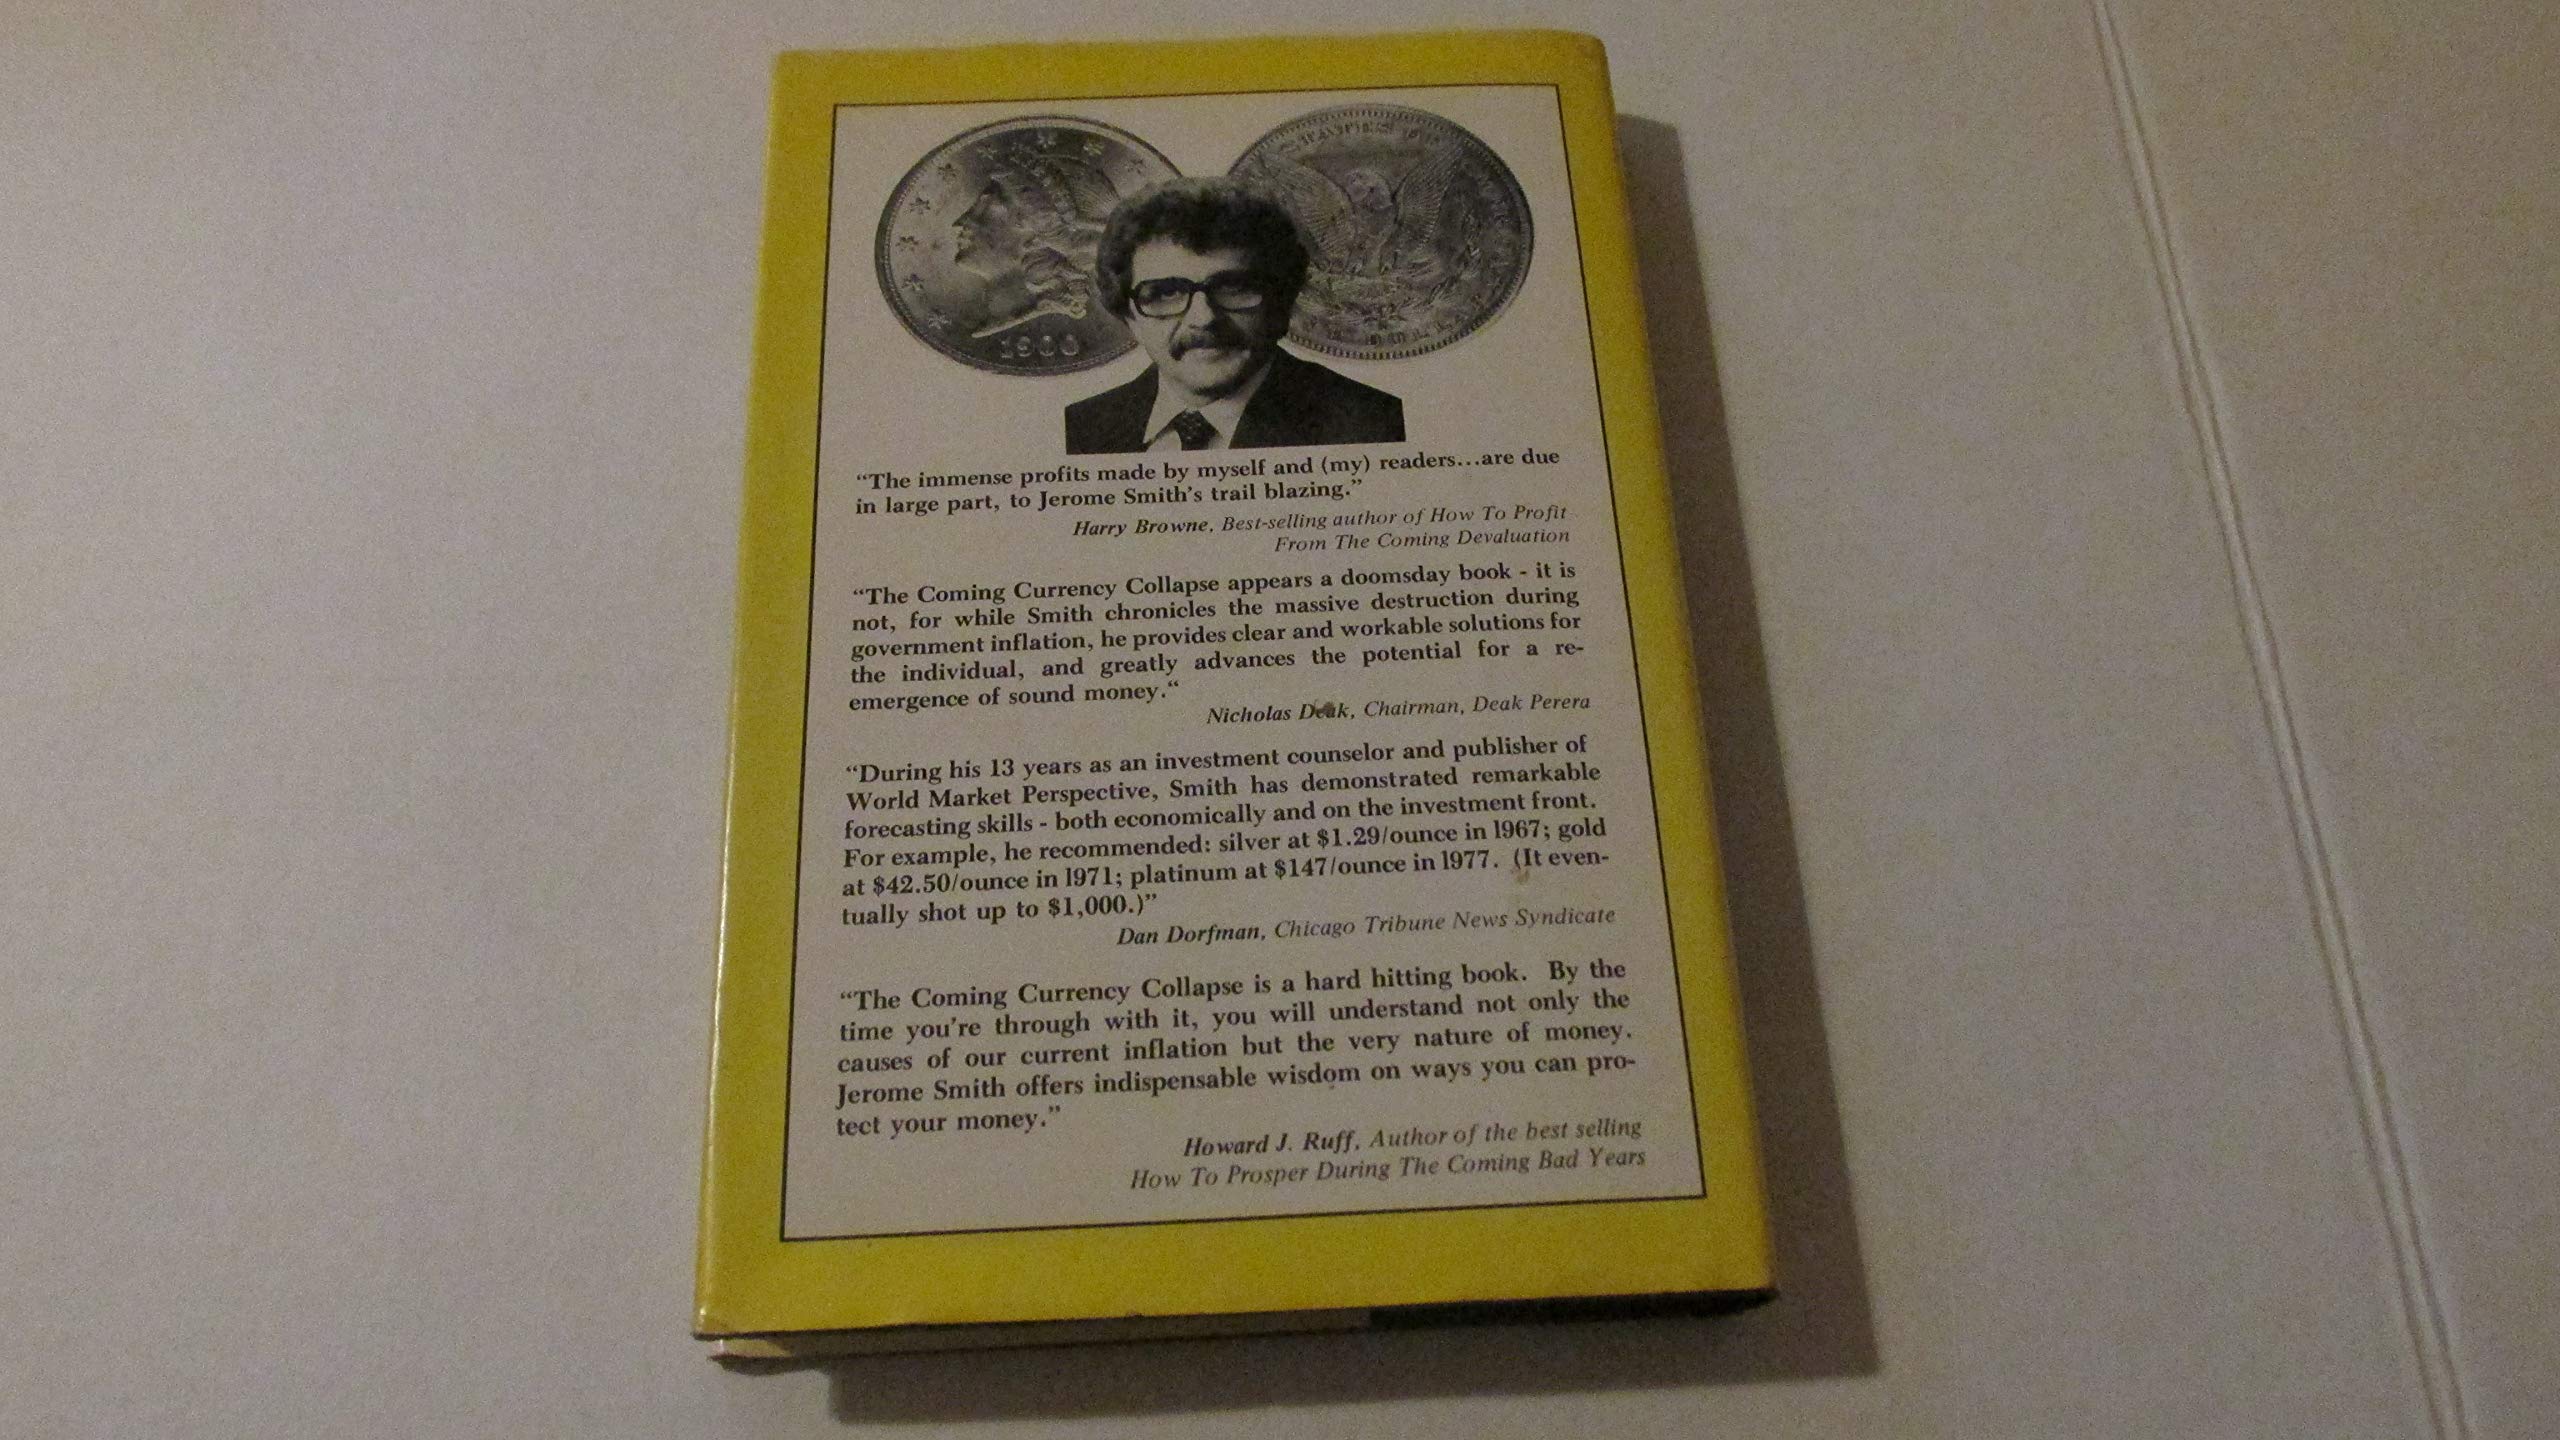 1900
“The immense profits made by myself and (my) readers...are due
in large part, to Jerome Smith's trail blazing.”
Harry Browne, Best-selling author of How To Profit
From The Coming Devaluation
“The Coming Currency Collapse appears a doomsday book - it is
not, for while Smith chronicles the massive destruction during
government inflation, he provides clear and workable solutions for
the individual, and greatly advances the potential for a re-
emergence of sound money.“
Nicholas Deak, Chairman, Deak Perera
“During his 13 years as an investment counselor and publisher of
World Market Perspective, Smith has demonstrated remarkable
forecasting skills - both economically and on the investment front.
For example, he recommended: silver at $1.29/ounce in 1967; gold
at $42.50/ounce in 1971; platinum at $147/ounce in 1977. (It even-
tually shot up to $1,000.)”
Dan Dorfman, Chicago Tribune News Syndicate
“The Coming Currency Collapse is a hard hitting book. By the
time you're through with it, you will understand not only the
causes of our current inflation but the very nature of money.
Jerome Smith offers indispensable wisdom on ways you can pro-
tect your money.”
Howard J. Ruff, Author of the best selling
How To Prosper During The Coming Bad Years